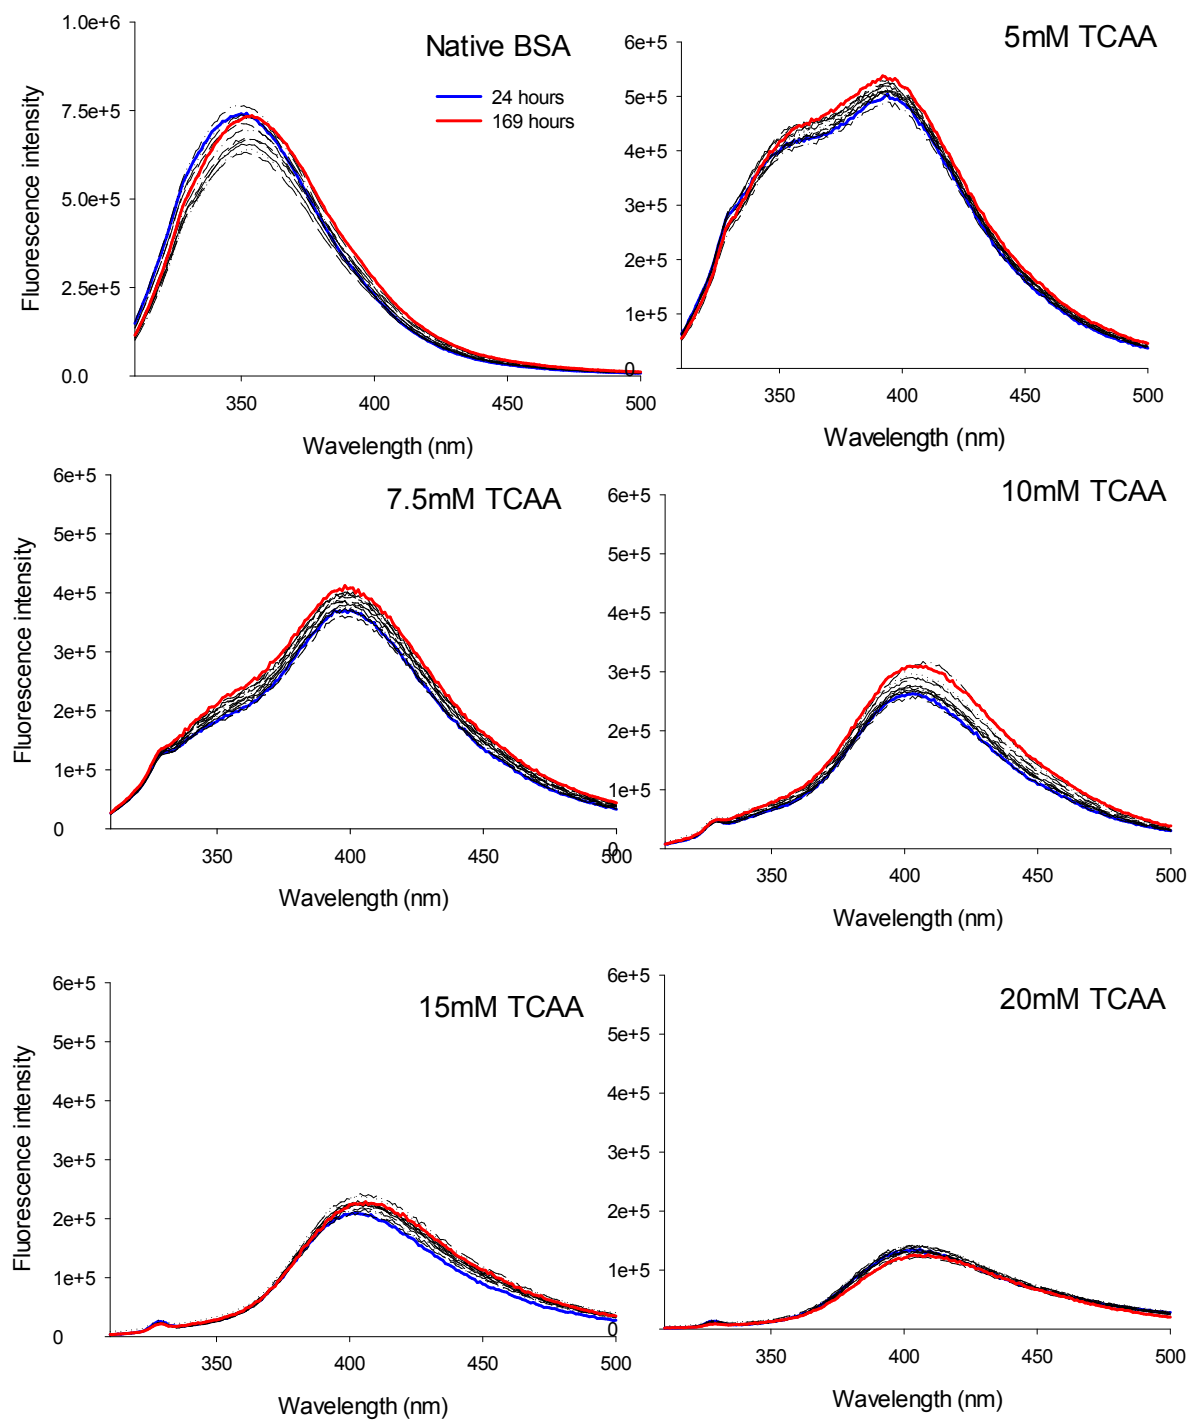 Native BSA
24 hours
169 hours
Fluorescence intensity
1.0e+6
7.5e+5
5.0e+5
2.5e+5
0.0
350
400
450
500
Wavelength (nm)
5mM TCAA
6e+5
5e+5
4e+5
3e+5
2e+5
1e+5
0
350
400
450
500
Wavelength (nm)
7.5mM TCAA
Fluorescence intensity
6e+5
5e+5
4e+5
3e+5
2e+5
1e+5
0
350
400
450
500
Wavelength (nm)
10mM TCAA
6e+5
5e+5
4e+5
3e+5
2e+5
1e+5
0
350
400
450
500
Wavelength (nm)
15mM TCAA
Fluorescence intensity
6e+5
5e+5
4e+5
3e+5
2e+5
1e+5
0
350
400
450
500
Wavelength (nm)
20mM TCAA
6e+5
5e+5
4e+5
3e+5
2e+5
1e+5
0
350
400
450
500
Wavelength (nm)